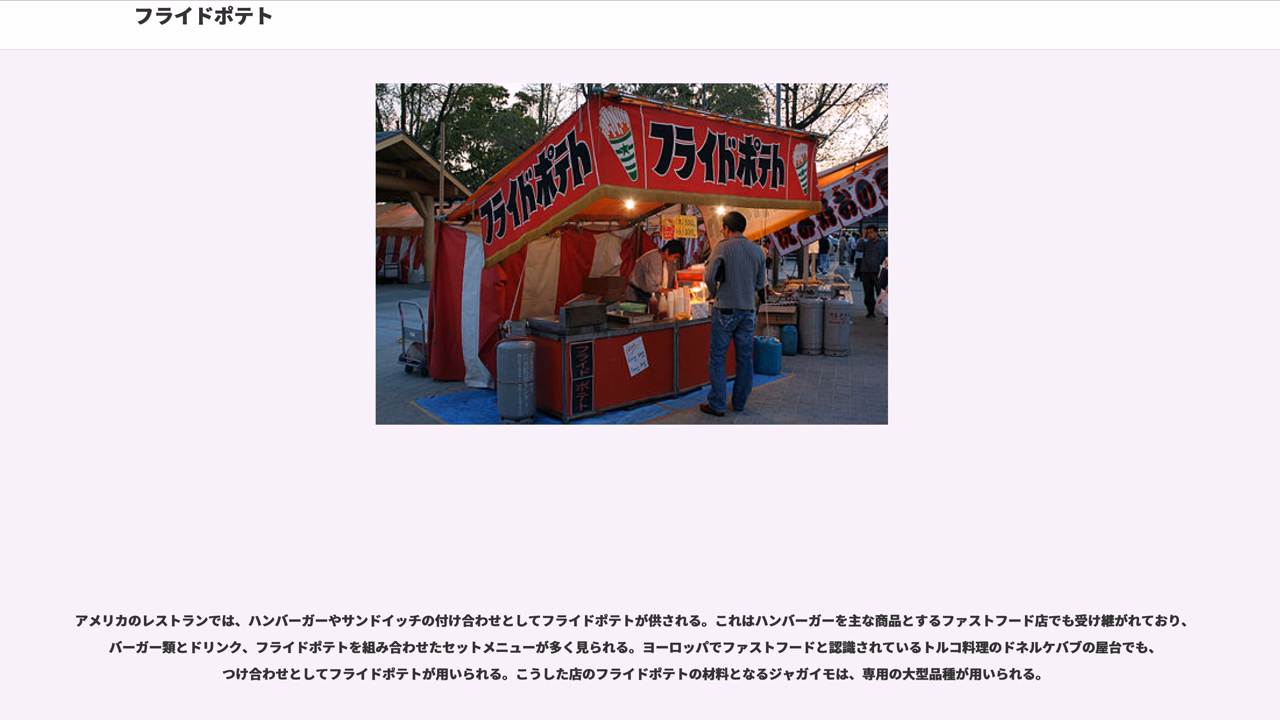 フライドポテト
フライドポテト
フライドポテト
フライドポテト
アメリカのレストランでは、ハンバーガーやサンドイッチの付け合わせとしてフライドポテトが供される。これはハンバーガーを主な商品とするファストフード店でも受け継がれており、
バーガー類とドリンク、フライドポテトを組み合わせたセットメニューが多く見られる。ヨーロッパでファストフードと認識されているトルコ料理のドネルケバブの屋台でも、
つけ合わせとしてフライドポテトが用いられる。こうした店のフライドポテトの材料となるジャガイモは、専用の大型品種が用いられる。